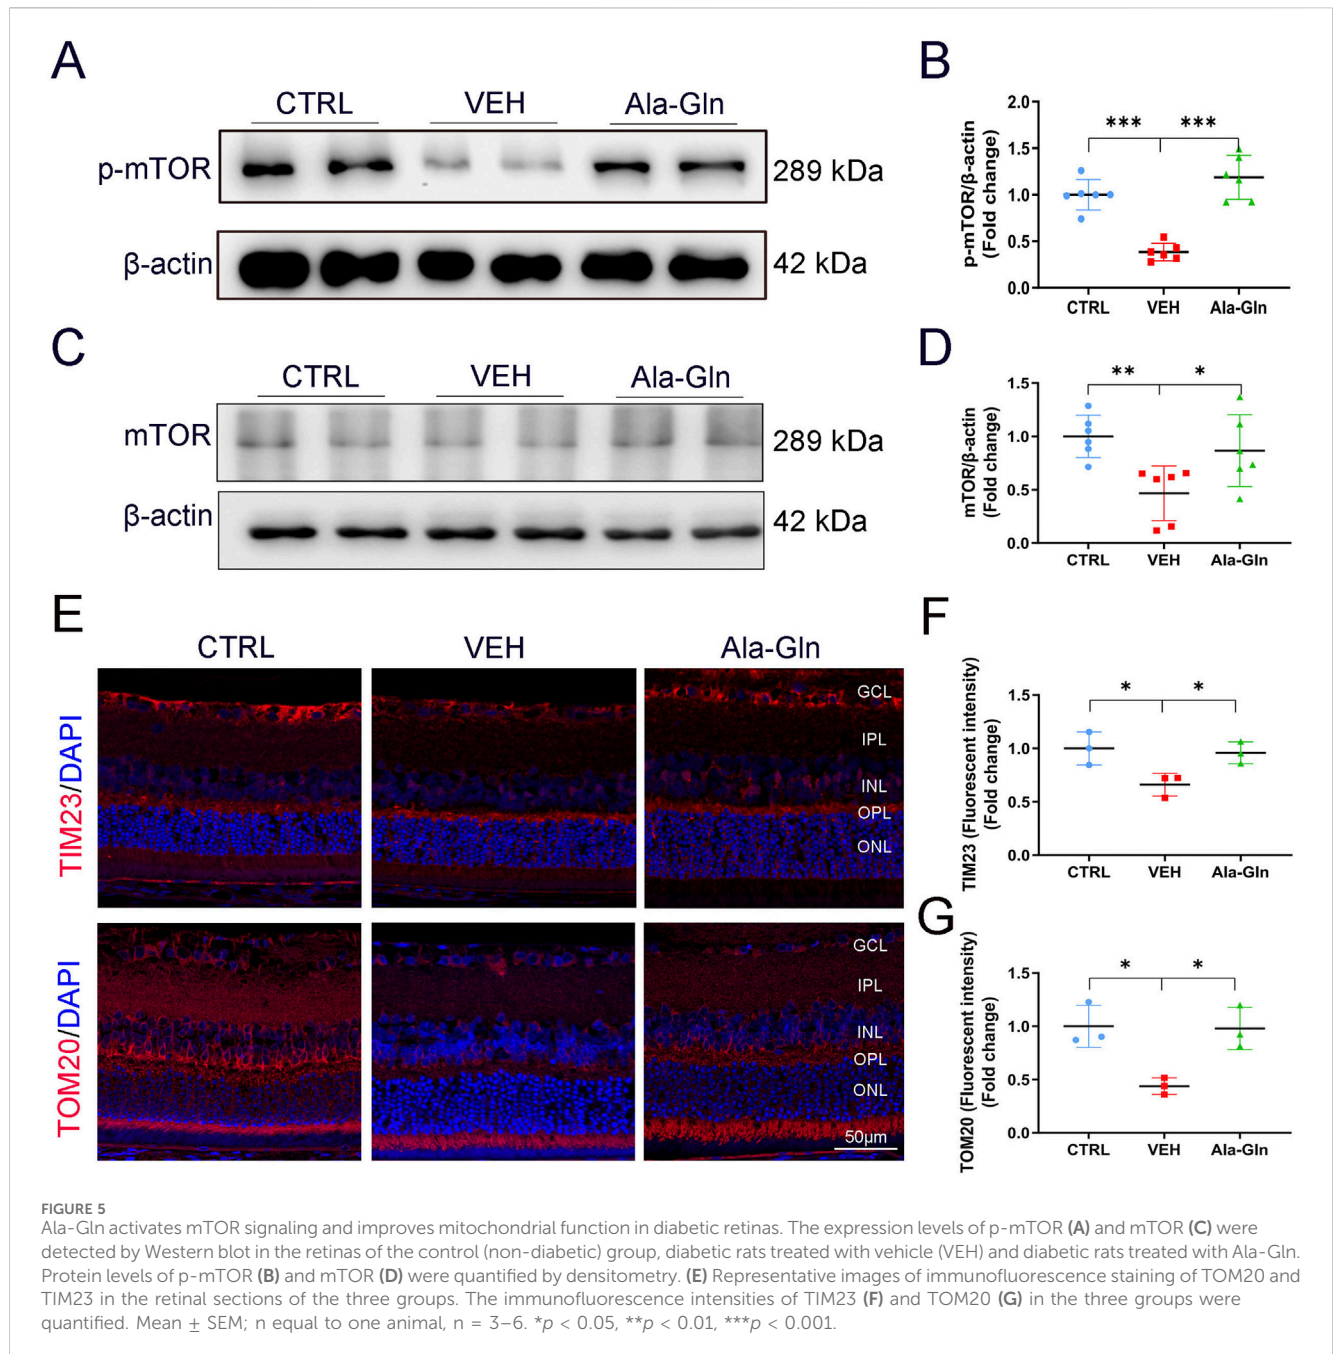 A
CTRL VEH Ala-Gln
p-mTOR
289 kDa
β-actin
42 kDa
B
p-mTOR/β-actin
(Fold change)
2.0
1.5
1.0
0.5
0.0
*** ***
CTRL VEH Ala-Gln
C
CTRL VEH Ala-Gln
mTOR
289 kDa
β-actin
42 kDa
D
mTOR/β-actin
(Fold change)
1.5
1.0
0.5
0.0
** *
CTRL VEH Ala-Gln
E
CTRL VEH Ala-Gln
TIM23/DAPI
GCL
IPL
INL
OPL
ONL
TOM20/DAPI
GCL
IPL
INL
OPL
ONL
50μm
F
TIM23 (Fluorescent intensity)
(Fold change)
1.5
1.0
0.5
0.0
* *
CTRL VEH Ala-Gln
G
TOM20 (Fluorescent intensity)
(Fold change)
1.5
1.0
0.5
0.0
* *
CTRL VEH Ala-Gln
FIGURE 5
Ala-Gln activates mTOR signaling and improves mitochondrial function in diabetic retinas. The expression levels of p-mTOR (A) and mTOR (C) were
detected by Western blot in the retinas of the control (non-diabetic) group, diabetic rats treated with vehicle (VEH) and diabetic rats treated with Ala-Gln.
Protein levels of p-mTOR (B) and mTOR (D) were quantified by densitometry. (E) Representative images of immunofluorescence staining of TOM20 and
TIM23 in the retinal sections of the three groups. The immunofluorescence intensities of TIM23 (F) and TOM20 (G) in the three groups were
quantified. Mean ± SEM; n equal to one animal, n = 3–6. *p < 0.05, **p < 0.01, ***p < 0.001.